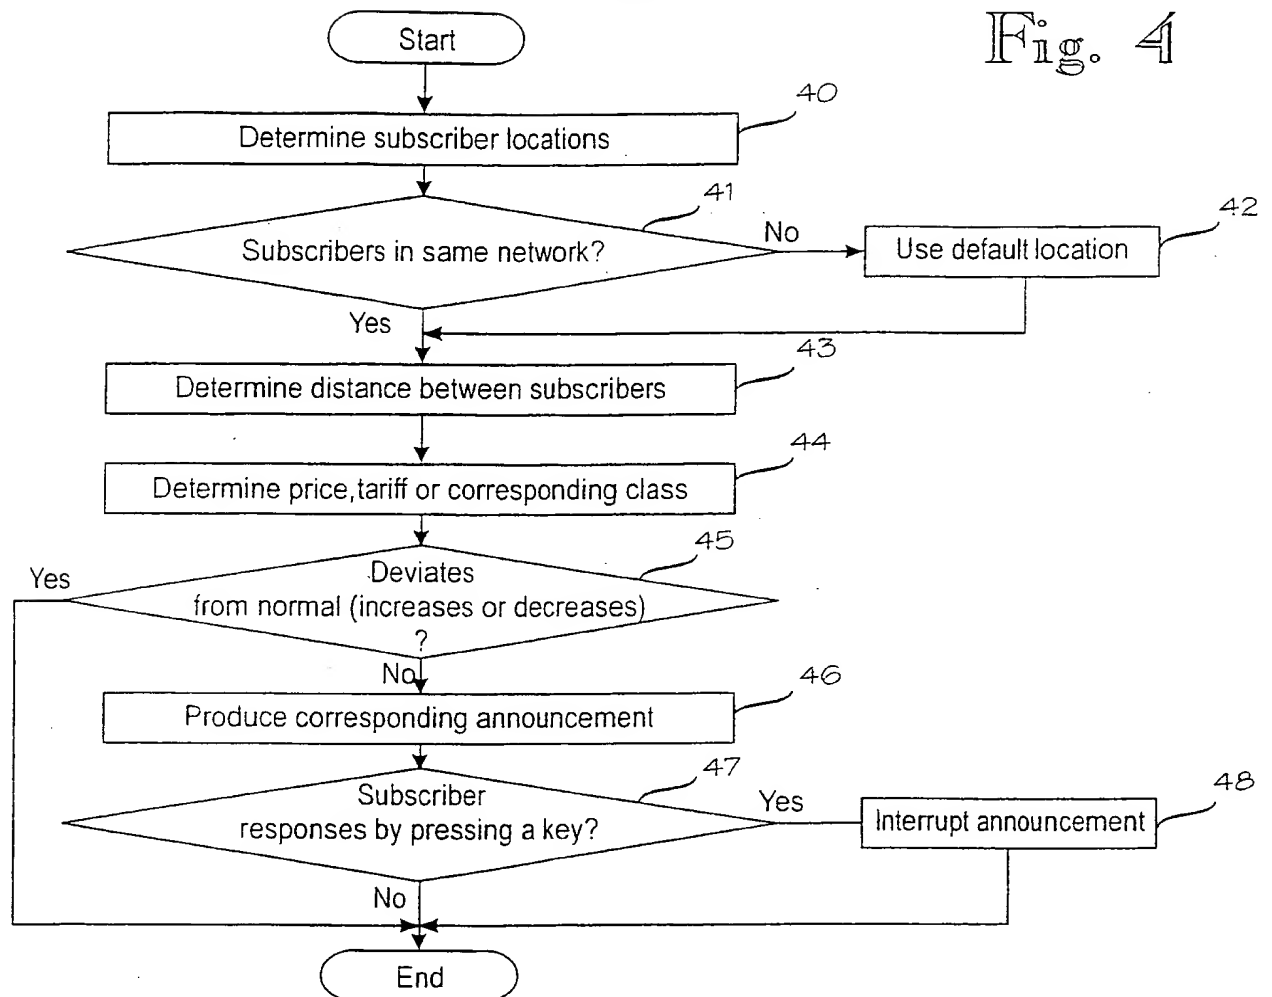 Fig. 4
Start
40
Determine subscriber locations
41
Subscribers in same network?
No
42
Use default location
Yes
43
Determine distance between subscribers
44
Determine price, tariff or corresponding class
45
Yes
Deviates
from normal (increases or decreases)
?
No
46
Produce corresponding announcement
47
Subscriber
responses by pressing a key?
Yes
48
Interrupt announcement
No
End